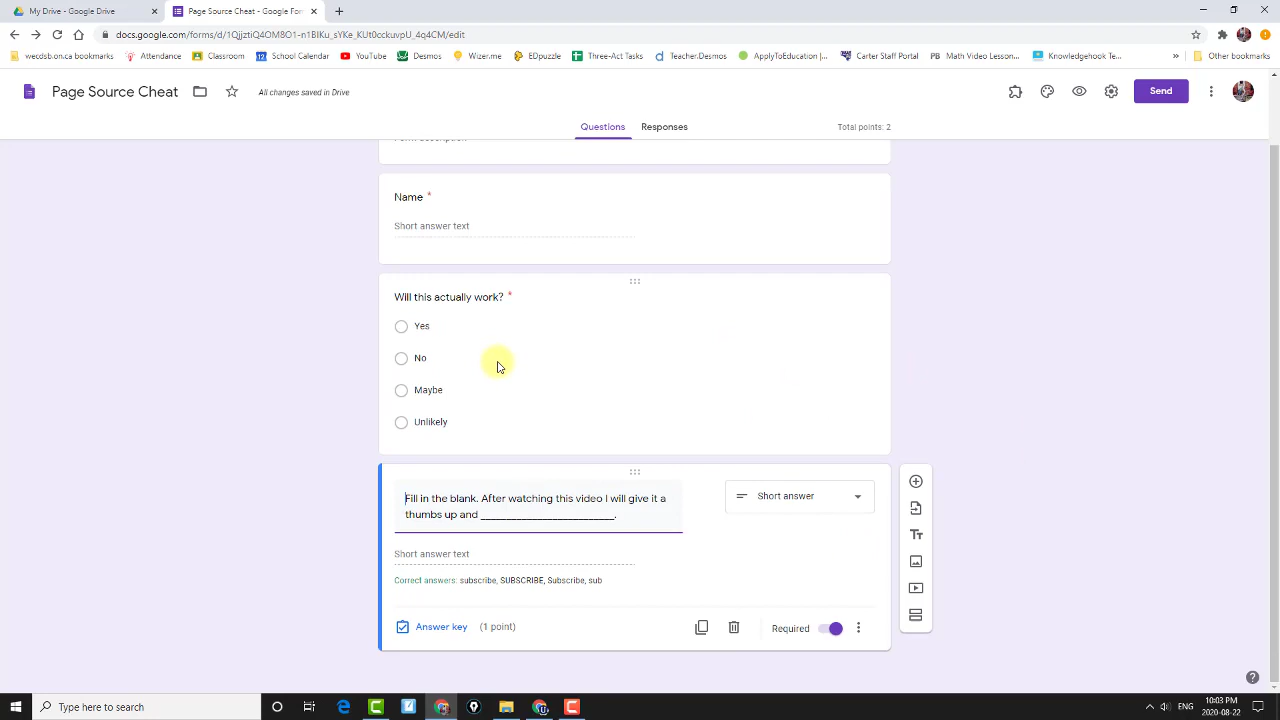 My Drive - Google Drive
Page Source Cheat - Google For
docs.google.com/forms/d/1QjjztiQ4OM8O1-n1BIKu_sYKe_KUt0cckuvpU_4q4CM/edit
wecdsb.on.ca bookmarks
Attendance
Classroom
School Calendar
YouTube
Desmos
Wizer.me
EDpuzzle
Three-Act Tasks
Teacher.Desmos
ApplyToEducation |...
Carter Staff Portal
PB Math Video Lesson...
Knowledgehook Te...
»
Other bookmarks
Page Source Cheat
All changes saved in Drive
Send
Questions
Responses
Total points: 2
Form description
Name *
Short answer text
Will this actually work? *
Yes
No
Maybe
Unlikely
Fill in the blank. After watching this video I will give it a
thumbs up and __________________________.
Short answer
Short answer text
Correct answers: subscribe, SUBSCRIBE, Subscribe, sub
Answer key (1 point)
Required
Type here to search
ENG
10:03 PM
2020-08-22